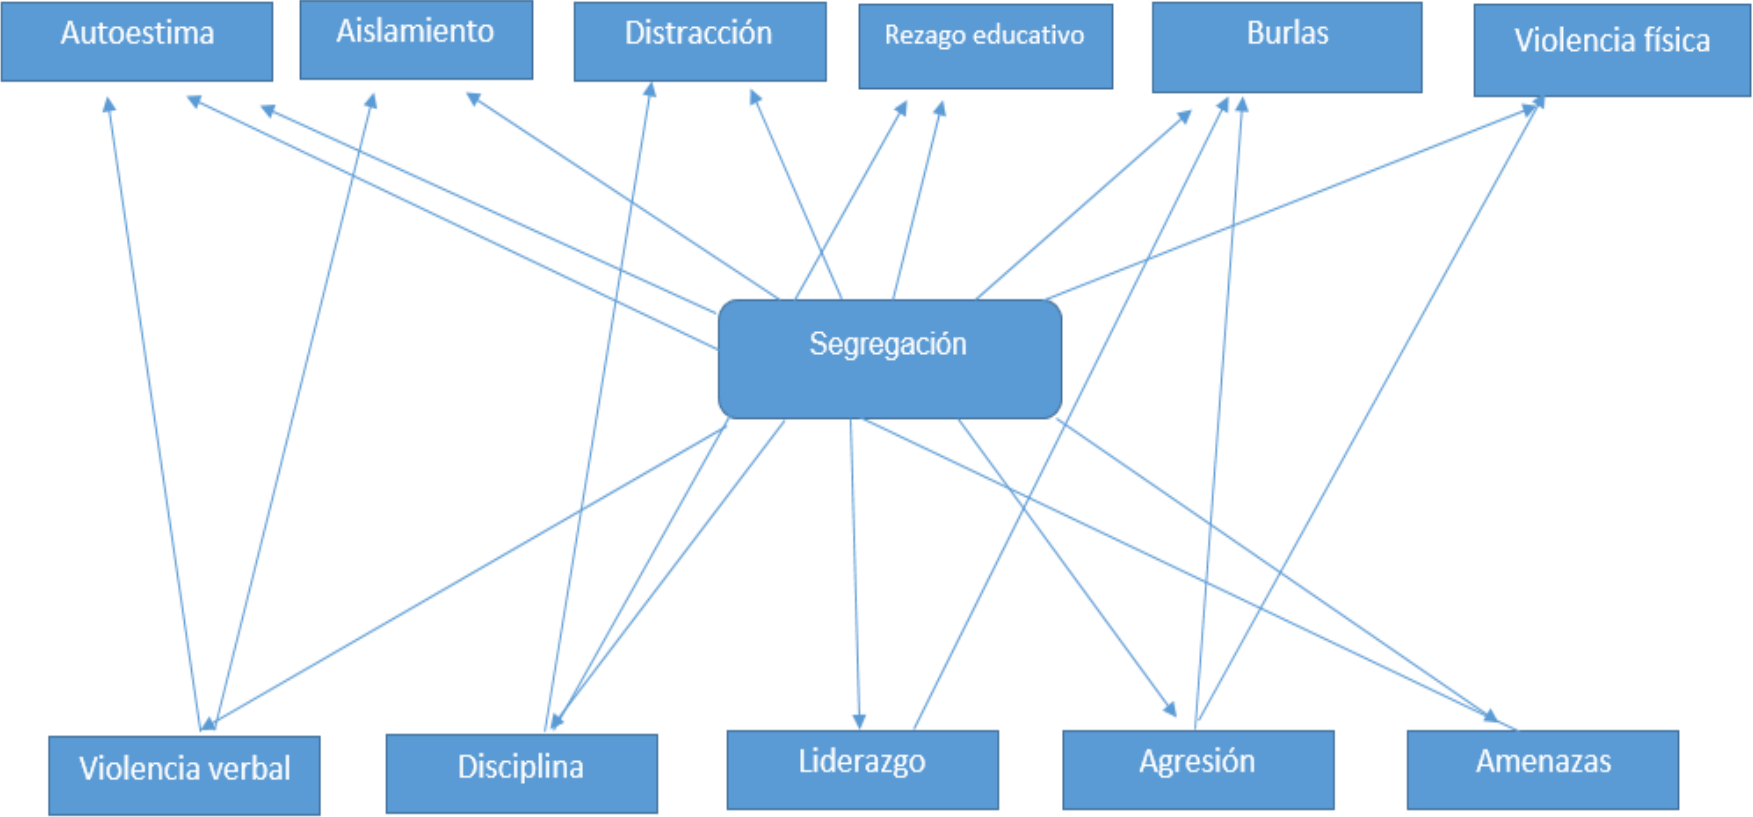 Autoestima
Aislamiento
Distracción
Rezago educativo
Burlas
Violencia física
Segregación
Violencia verbal
Disciplina
Liderazgo
Agresión
Amenazas